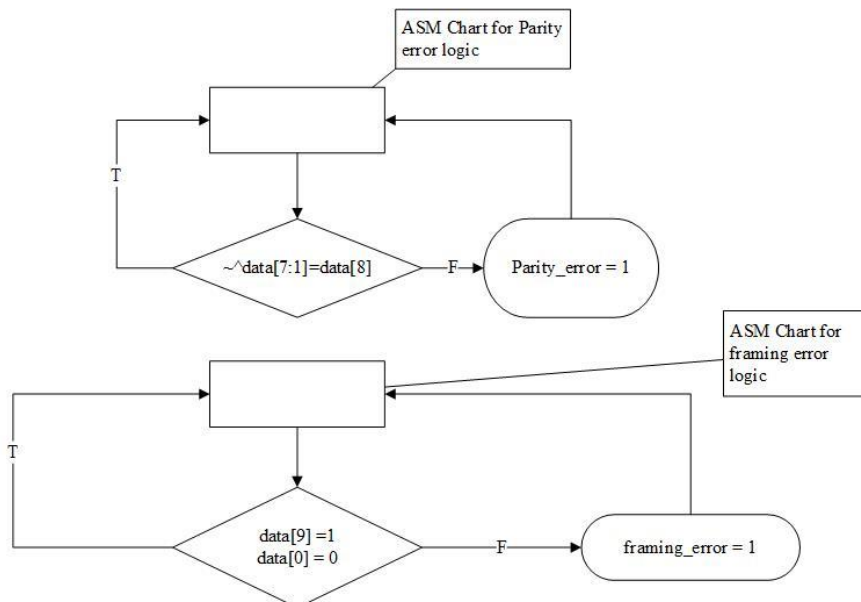 ASM Chart for Parity
error logic
T
~^data[7:1]=data[8]
F
Parity_error = 1
ASM Chart for
framing error
logic
T
data[9] =1
data[0] = 0
F
framing_error = 1